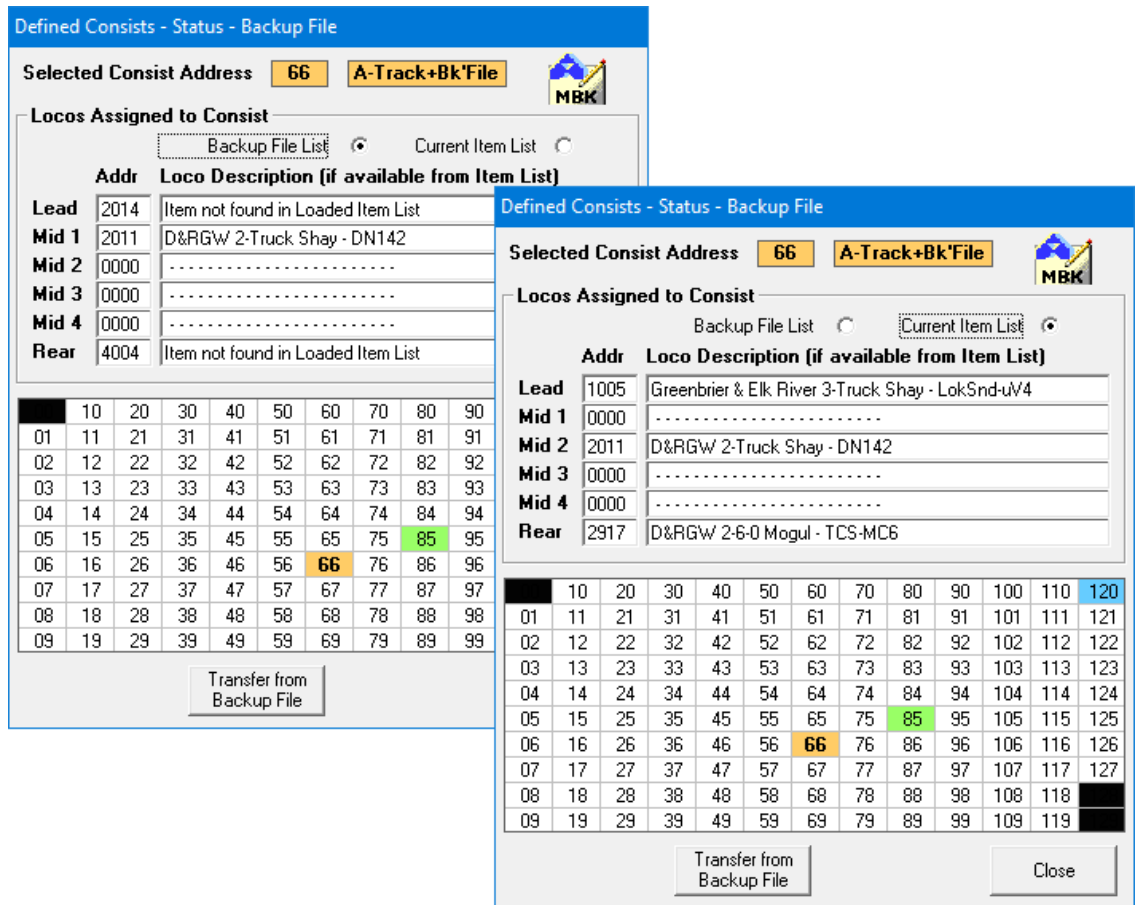 Defined Consists - Status - Backup File
Selected Consist Address 66 A-Track+Bk'File
MBK
Locos Assigned to Consist
Backup File List Current Item List
Addr Loco Description (if available from Item List)
Lead 2014 Item not found in Loaded Item List
Mid 1 2011 D&RGW 2-Truck Shay - DN142
Mid 2 0000 - - - - - - - - - - - - - - - - - - - - - - - -
Mid 3 0000 - - - - - - - - - - - - - - - - - - - - - - - -
Mid 4 0000 - - - - - - - - - - - - - - - - - - - - - - - -
Rear 4004 Item not found in Loaded Item List
10 20 30 40 50 60 70 80 90
01 11 21 31 41 51 61 71 81 91
02 12 22 32 42 52 62 72 82 92
03 13 23 33 43 53 63 73 83 93
04 14 24 34 44 54 64 74 84 94
05 15 25 35 45 55 65 75 85 95
06 16 26 36 46 56 66 76 86 96
07 17 27 37 47 57 67 77 87 97
08 18 28 38 48 58 68 78 88 98
09 19 29 39 49 59 69 79 89 99
Transfer from
Backup File
Defined Consists - Status - Backup File
Selected Consist Address 66 A-Track+Bk'File
MBK
Locos Assigned to Consist
Backup File List Current Item List
Addr Loco Description (if available from Item List)
Lead 1005 Greenbrier & Elk River 3-Truck Shay - LokSnd-uV4
Mid 1 0000 - - - - - - - - - - - - - - - - - - - - - - - -
Mid 2 2011 D&RGW 2-Truck Shay - DN142
Mid 3 0000 - - - - - - - - - - - - - - - - - - - - - - - -
Mid 4 0000 - - - - - - - - - - - - - - - - - - - - - - - -
Rear 2917 D&RGW 2-6-0 Mogul - TCS-MC6
10 20 30 40 50 60 70 80 90 100 110 120
01 11 21 31 41 51 61 71 81 91 101 111 121
02 12 22 32 42 52 62 72 82 92 102 112 122
03 13 23 33 43 53 63 73 83 93 103 113 123
04 14 24 34 44 54 64 74 84 94 104 114 124
05 15 25 35 45 55 65 75 85 95 105 115 125
06 16 26 36 46 56 66 76 86 96 106 116 126
07 17 27 37 47 57 67 77 87 97 107 117 127
08 18 28 38 48 58 68 78 88 98 108 118
09 19 29 39 49 59 69 79 89 99 109 119
Transfer from
Backup File
Close